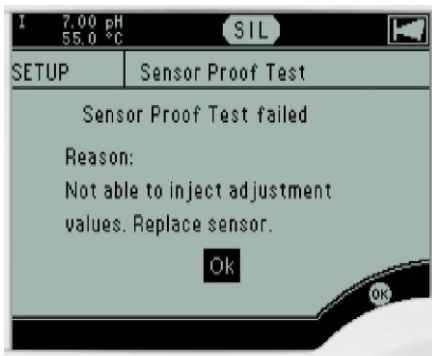 I 7.00 pH
55.0 °C
SIL
SETUP
Sensor Proof Test
Sensor Proof Test failed
Reason:
Not able to inject adjustment
values. Replace sensor.
Ok
OK